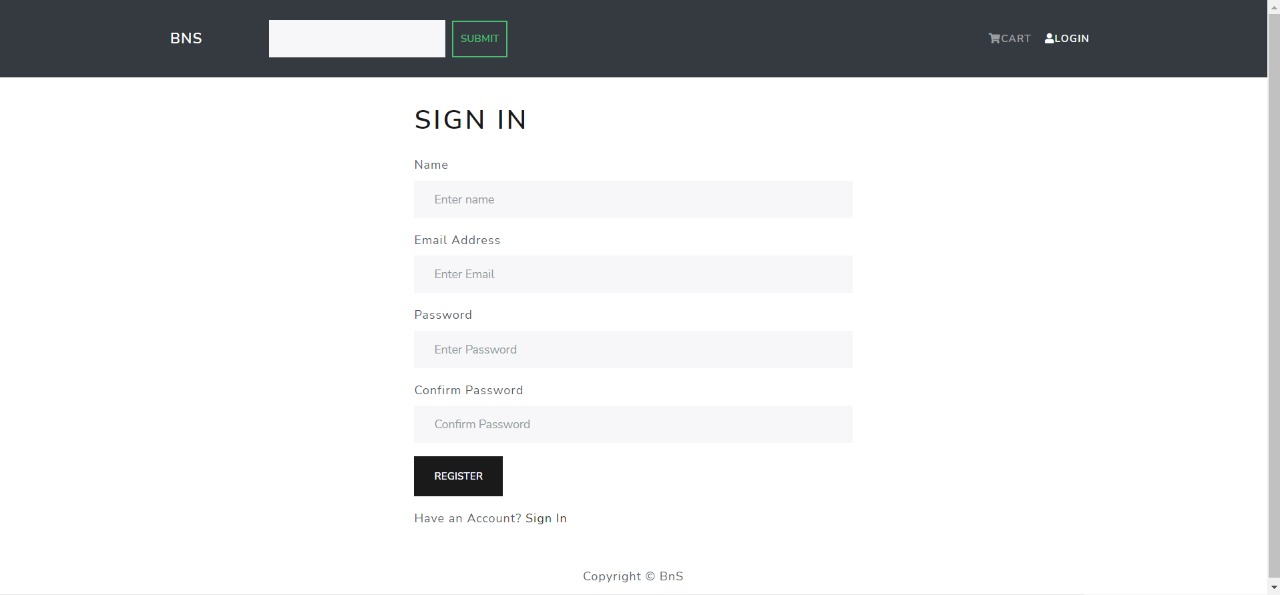 BNS SUBMIT CART LOGIN
SIGN IN
Name
Enter name
Email Address
Enter Email
Password
Enter Password
Confirm Password
Confirm Password
REGISTER
Have an Account? Sign In
Copyright © BnS